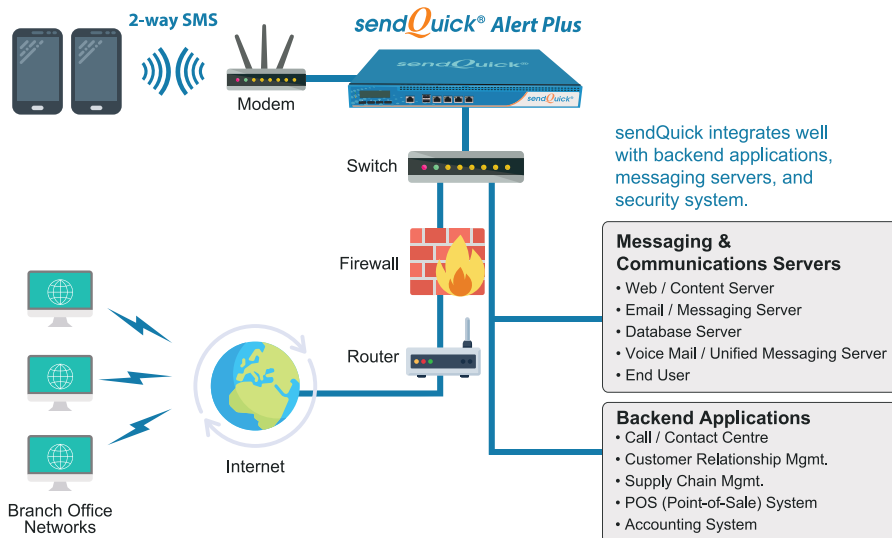 2-way SMS
sendQuick® Alert Plus
sendQuick®
sendQuick®
Modem
Switch
sendQuick integrates well
with backend applications,
messaging servers, and
security system.
Firewall
Messaging &
Communications Servers
• Web / Content Server
• Email / Messaging Server
• Database Server
• Voice Mail / Unified Messaging Server
• End User
Router
Internet
Branch Office
Networks
Backend Applications
• Call / Contact Centre
• Customer Relationship Mgmt.
• Supply Chain Mgmt.
• POS (Point-of-Sale) System
• Accounting System